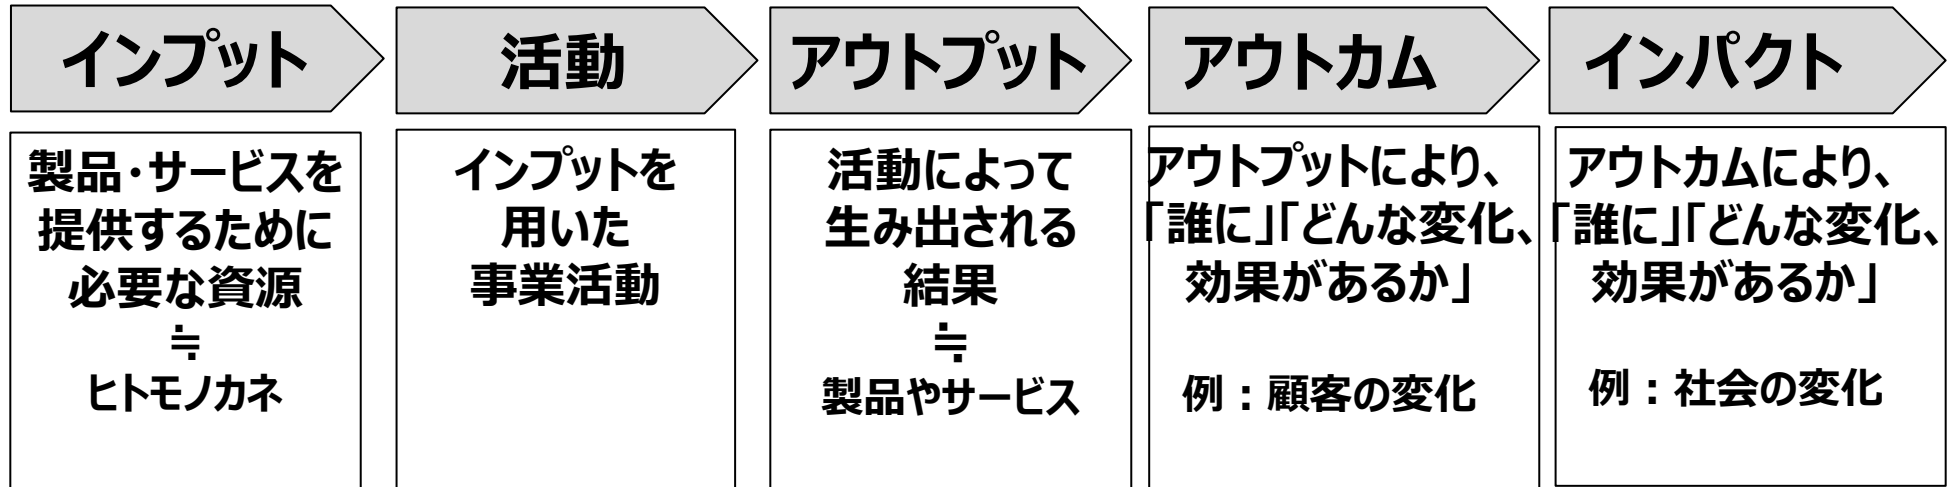 インプット
活動
アウトプット
アウトカム
インパクト
製品･サービスを
提供するために
必要な資源
≒
ヒトモノカネ
インプットを
用いた
事業活動
活動によって
生み出される
結果
≒
製品やサービス
アウトプットにより、
「誰に」「どんな変化、
効果があるか」
例：顧客の変化
アウトカムにより、
「誰に」「どんな変化、
効果があるか」
例：社会の変化